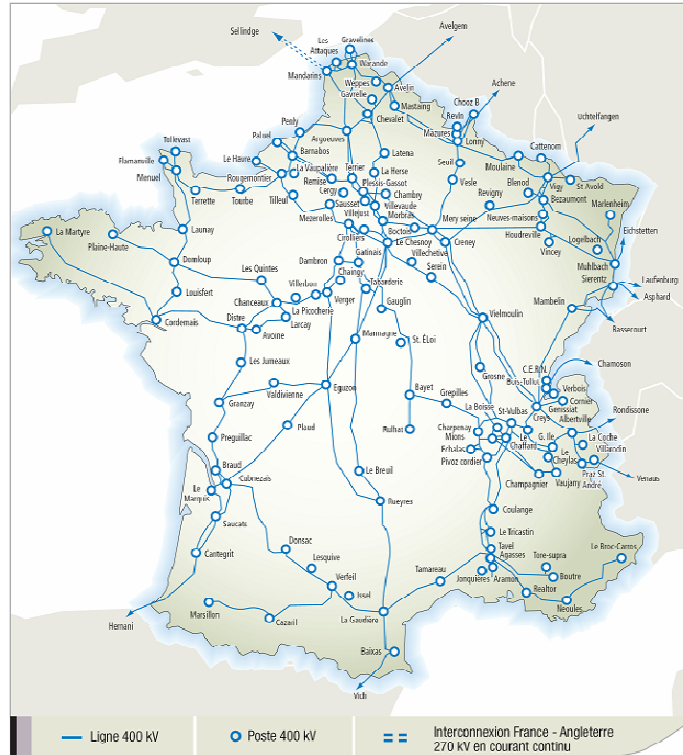 Sellindge
Les
Attaques
Gravelines
Warande
Mandarins
Avelgem
Weppes
Gavrelle
Avelin
Mastaing
Chevalet
Achene
Chooz B
Revin
Mazures
Lonny
Uchtelfangen
Penly
Argoeuves
Paluel
Barnabos
Le Havre
Rougemontier
La Vaupalière
Remise
Terrier
Latena
La Herse
Plessis-Gassot
Lengy
Chambry
Sausset
Villevaude
Tilleul
Mezerolles
Villejust
Morbras
Cirolliers
Boctois
Le Chesnoy
Mery seine
Creney
Seuil
Vesle
Moulaine
Cattenom
Revigny
Blenod
Vigy
St Avold
Bezaumont
Marlenheim
Neuves-maisons
Houdreville
Vincey
Logelbach
Eichstetten
Muhlbach
Sierentz
Laufenburg
Asphard
Mambelin
Bassecourt
Tollevast
Flamanville
Menuel
Terrette
Tourbe
La Martyre
Plaine-Haute
Launay
Domloup
Louisfert
Cordemais
Les Quintes
Dambron
Gatinais
Chaingy
Villechetive
Serein
Villerbon
Verger
Tabarderie
Chanceaux
La Picocherie
Gauglin
Distre
Avoine
Larcay
Marmagne
St. Éloi
Vielmoulin
Les Jumeaux
Eguzon
Valdivienne
Granzay
Plaud
Bayet
Grepilles
Rulhat
Grosne
C.E.R.N.
Bois-Tollot
Chamoson
Verbois
Cornier
Genissiat
Albertville
Rondissone
La Boisse
St-Vulbas
Creys
Charpenay
Mions
Le
Chaffard
G. Ile
La Coche
Villarodin
Echalas
Pivoz cordier
Le
Cheylas
Praz St.
André
Venaus
Champagnier
Vaujany
Preguillac
Braud
Cubnezais
Le
Marquis
Saucats
Le Breuil
Rueyres
Coulange
Le Tricastin
Tavel
Agasses
Tore-supra
Le Broc-Carros
Donsac
Lesquive
Cantegrit
Verfeil
Tamareau
Jonquières
Aramon
Boutre
Realtor
Neoules
Hernani
Marsillon
Cazaril
Issel
La Gaudière
Baixas
Vich
Ligne 400 kV
Poste 400 kV
Interconnexion France - Angleterre
270 kV en courant continu